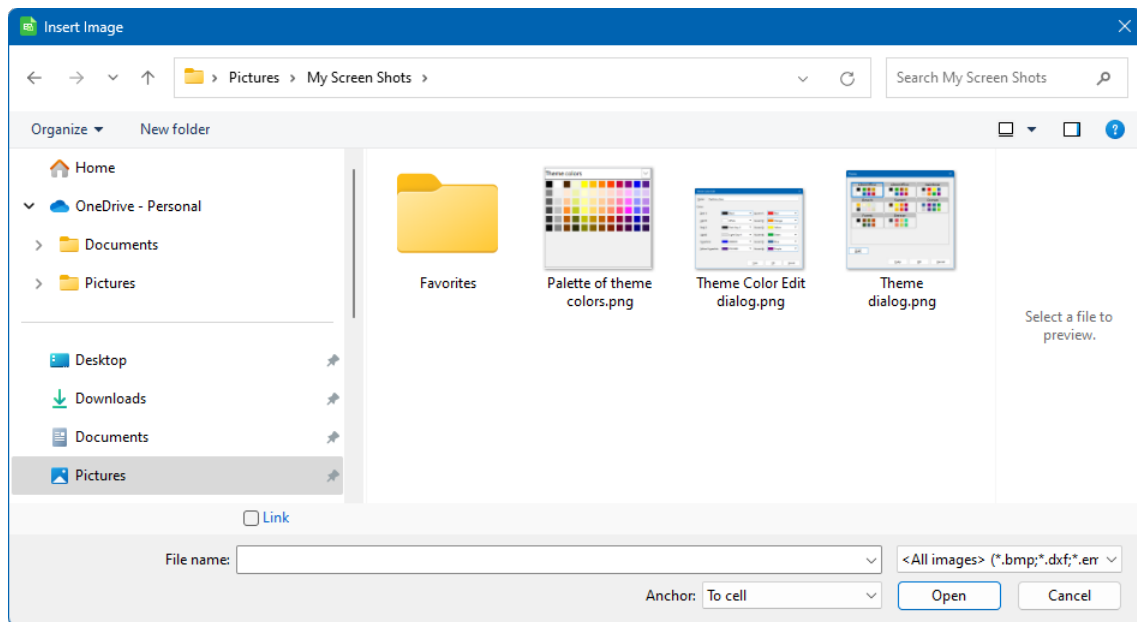 Insert Image
Pictures > My Screen Shots >
Search My Screen Shots
Organize
New folder
Home
OneDrive - Personal
Documents
Pictures
Desktop
Downloads
Documents
Pictures
Favorites
Theme colors
Palette of theme
colors.png
Theme Color Edit
dialog.png
Theme
dialog.png
Select a file to
preview.
Link
File name:
<All images> (*.bmp;*.dxf;*.em
Anchor: To cell
Open
Cancel